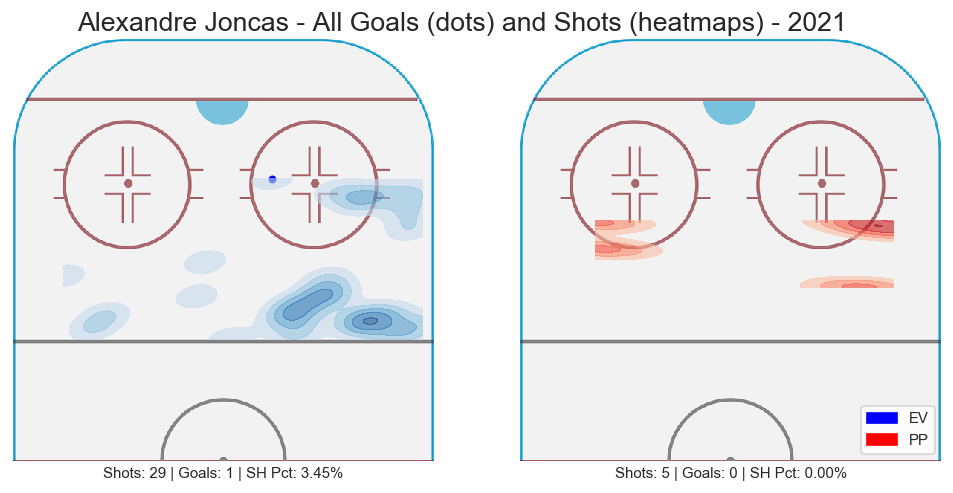 Alexandre Joncas - All Goals (dots) and Shots (heatmaps) - 2021
EV
PP
Shots: 29 | Goals: 1 | SH Pct: 3.45%
Shots: 5 | Goals: 0 | SH Pct: 0.00%